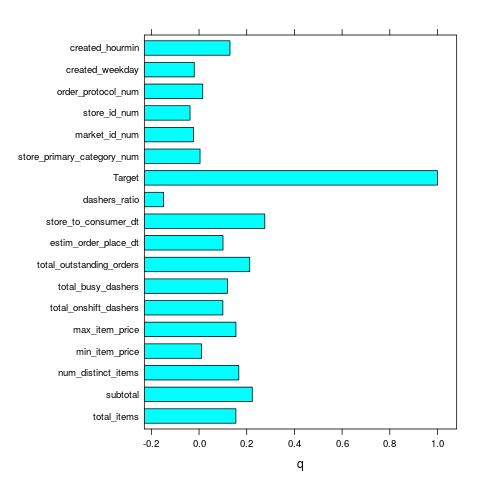 created_hourmin
created_weekday
order_protocol_num
store_id_num
market_id_num
store_primary_category_num
Target
dashers_ratio
store_to_consumer_dt
estim_order_place_dt
total_outstanding_orders
total_busy_dashers
total_onshift_dashers
max_item_price
min_item_price
num_distinct_items
subtotal
total_items
-0.2 0.0 0.2 0.4 0.6 0.8 1.0
q